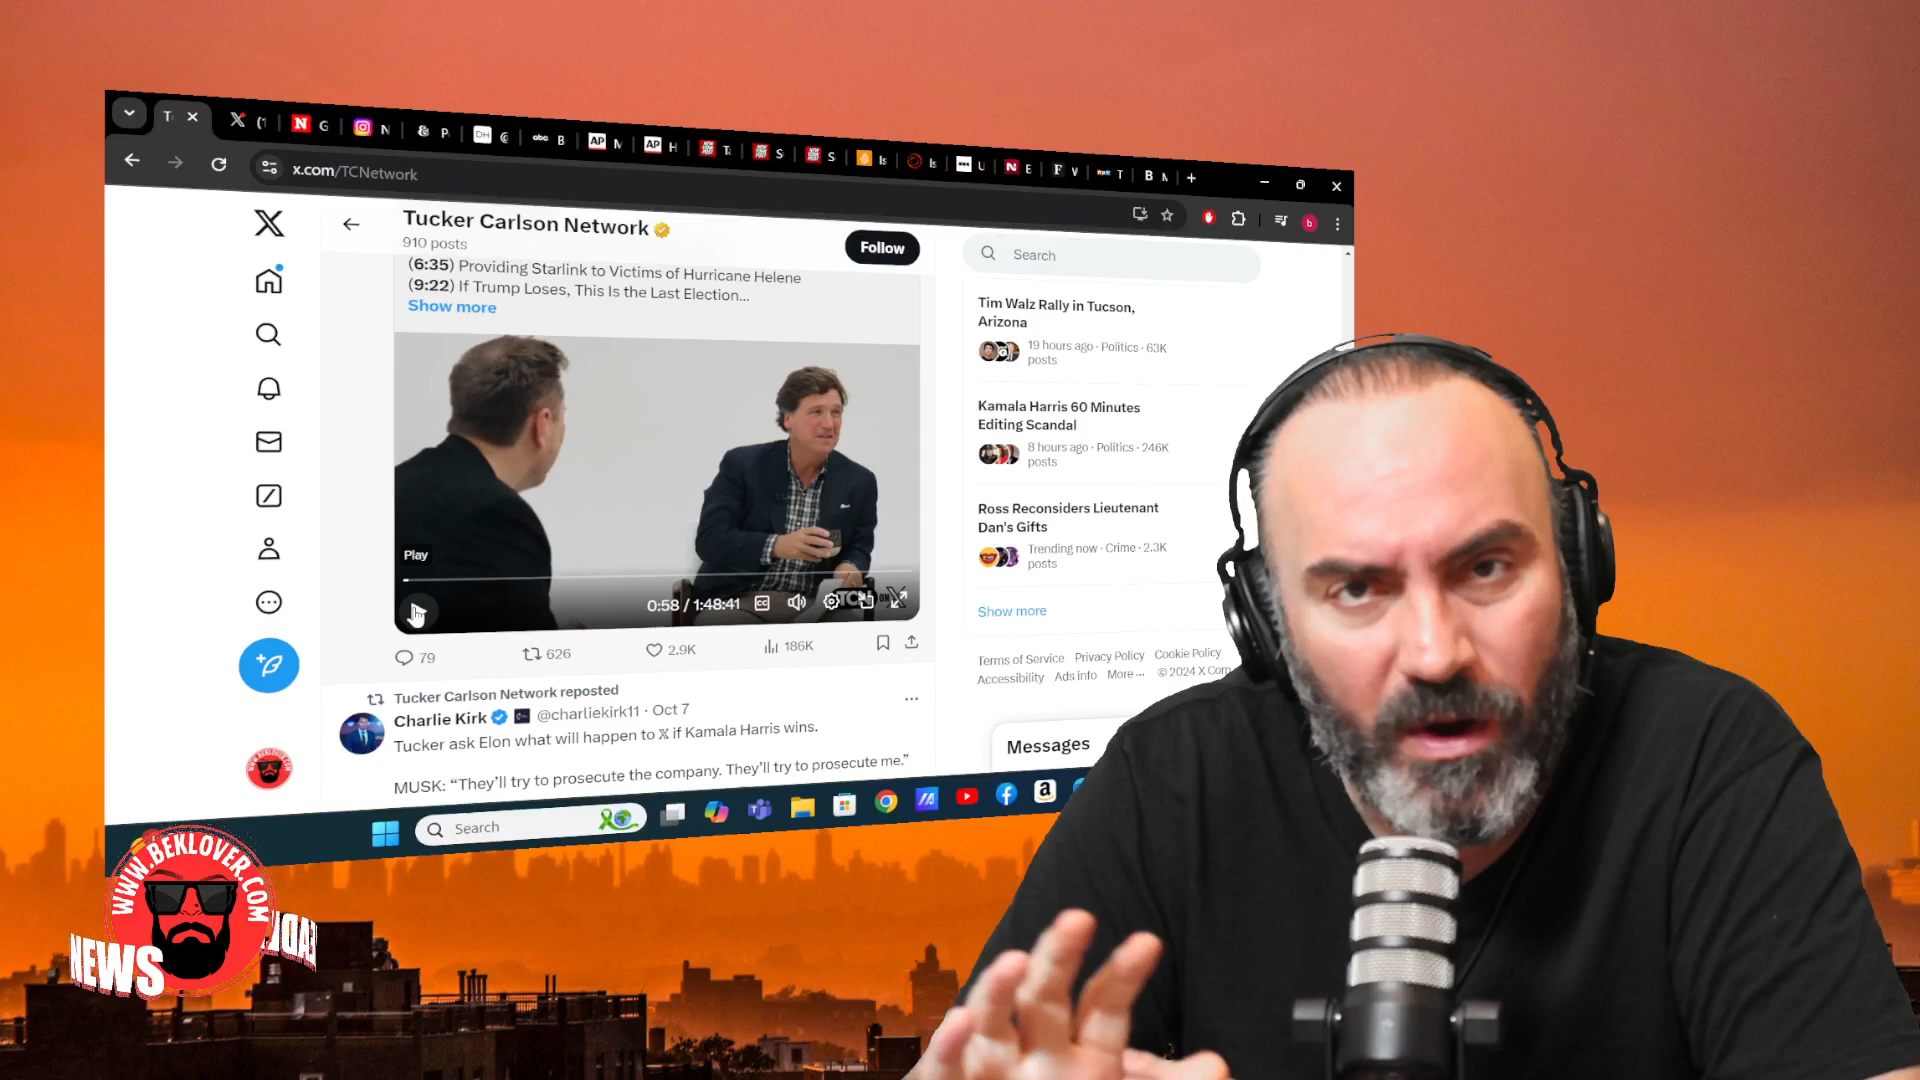 x.com/TCNetwork
Tucker Carlson Network
910 posts
Follow
(6:35) Providing Starlink to Victims of Hurricane Helene
(9:22) If Trump Loses, This Is the Last Election...
Show more
Play
0:58 / 1:48:41
79
626
2.9K
186K
Tucker Carlson Network reposted
Charlie Kirk @charliekirk11 · Oct 7
Tucker ask Elon what will happen to 𝕏 if Kamala Harris wins.
MUSK: “They’ll try to prosecute the company. They’ll try to prosecute me.”
Search
Tim Walz Rally in Tucson,
Arizona
19 hours ago · Politics · 63K
posts
Kamala Harris 60 Minutes
Editing Scandal
8 hours ago · Politics · 246K
posts
Ross Reconsiders Lieutenant
Dan's Gifts
Trending now · Crime · 2.3K
posts
Show more
Terms of Service Privacy Policy Cookie Policy
Accessibility Ads info More ··· © 2024 X Corp
Messages
Search
WWW.BEKLOVER.COM
NEWS